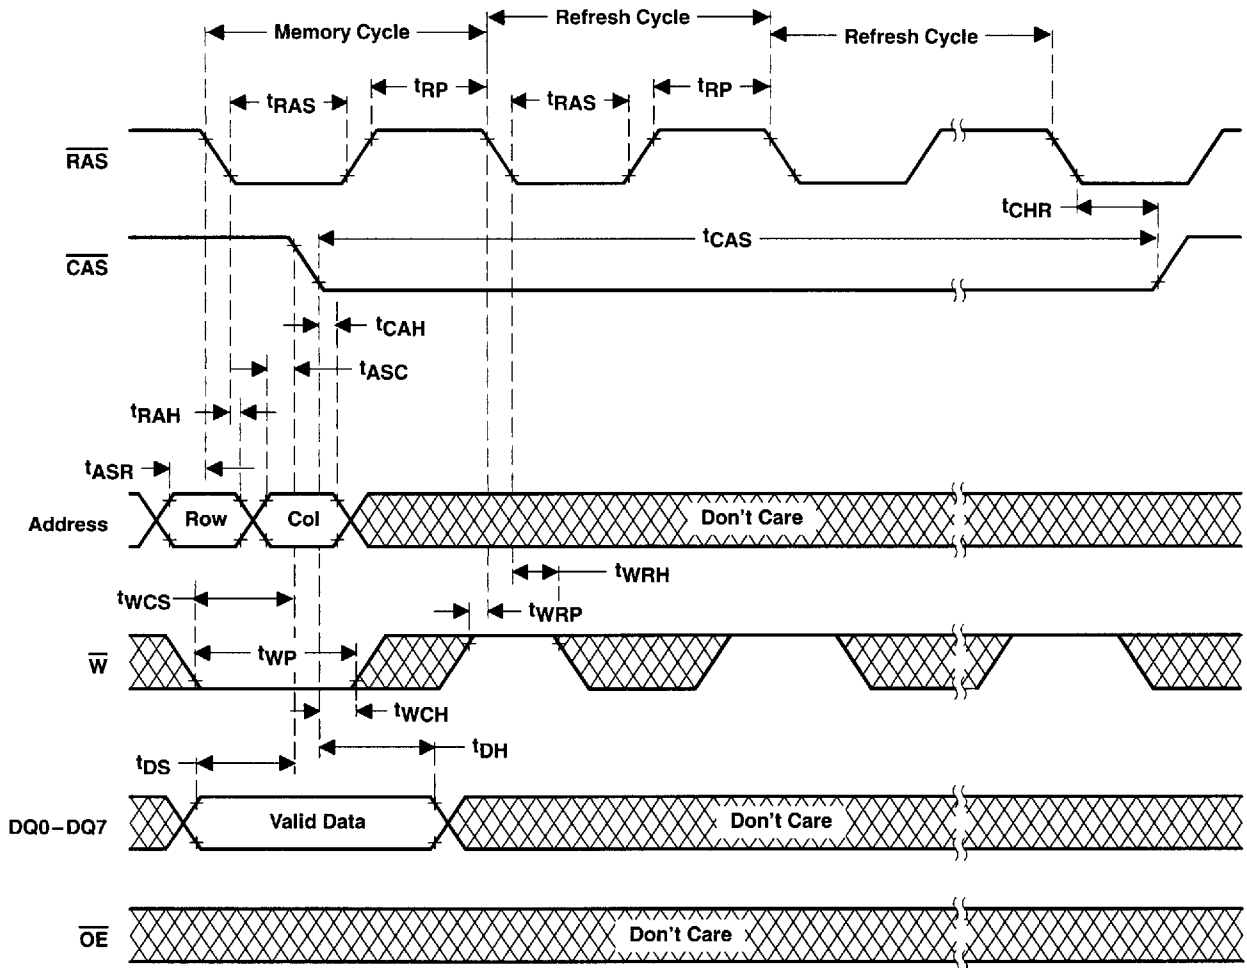 Memory Cycle
Refresh Cycle
Refresh Cycle
tRAS
tRP
tRAS
tRP
RAS
tCHR
tCAS
CAS
tCAH
tASC
tRAH
tASR
Address
Row
Col
Don't Care
tWRH
tWCS
tWRP
W
tWP
tWCH
tDH
tDS
DQ0–DQ7
Valid Data
Don't Care
OE
Don't Care